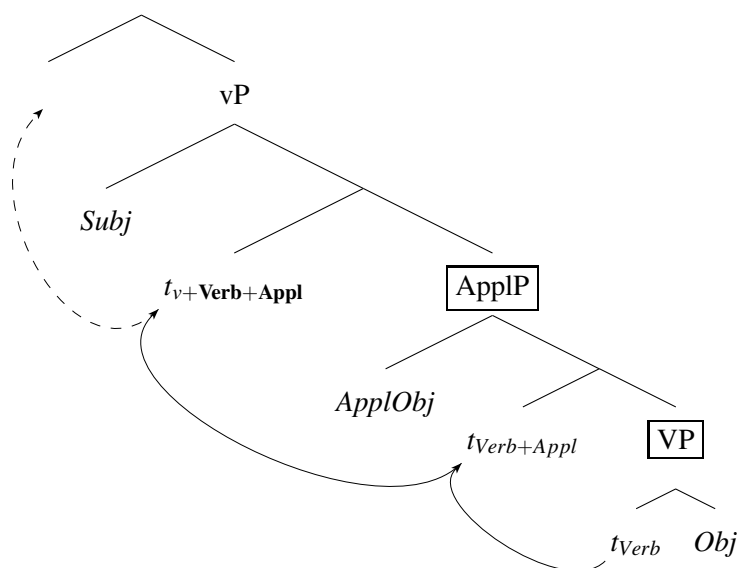 vP
Subj
t_{v+Verb+Appl}
ApplP
ApplObj
t_{Verb+Appl}
VP
t_{Verb}
Obj